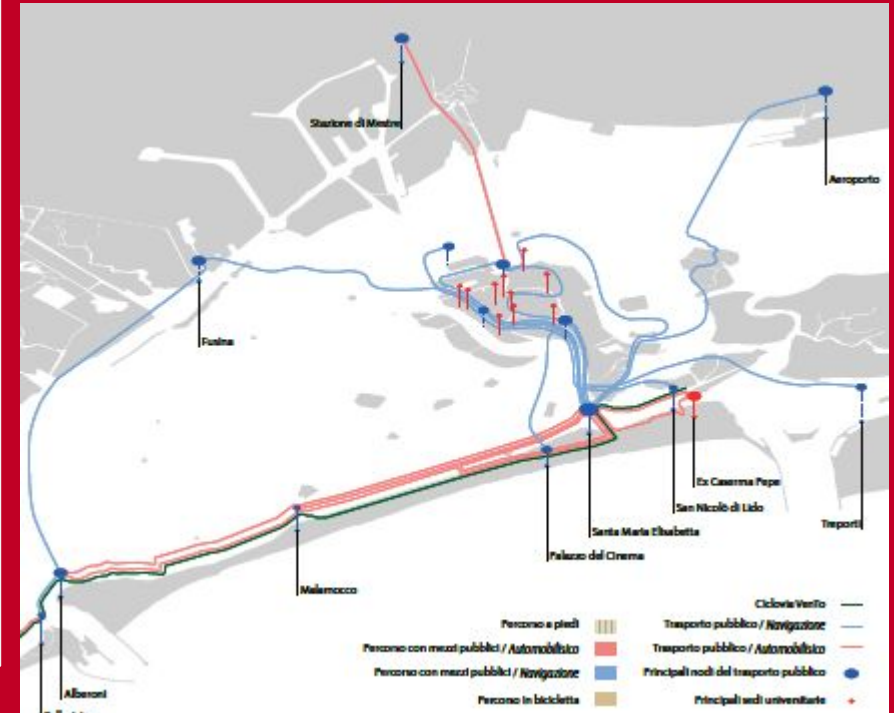 Stazione di Mestre
Aeroporto
Fusina
Ex Caserma Pepe
San Nicolò di Lido
Treporti
Santa Maria Elisabetta
Palazzo del Cinema
Malamocco
Alberoni
Ciclovia VenTo
Percorso a piedi
Trasporto pubblico / Navigazione
Percorso con mezzi pubblici / Automobilisico
Trasporto pubblico / Automobilisico
Percorso con mezzi pubblici / Navigazione
Principali nodi del trasporto pubblico
Percorso in bicicletta
Principali sedi universitarie